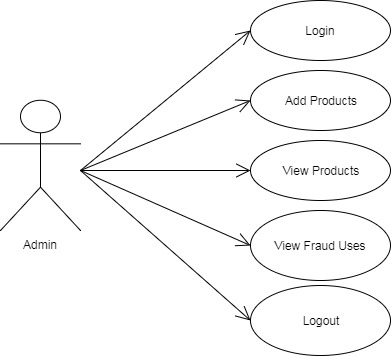 Login
Add Products
View Products
View Fraud Uses
Logout
Admin